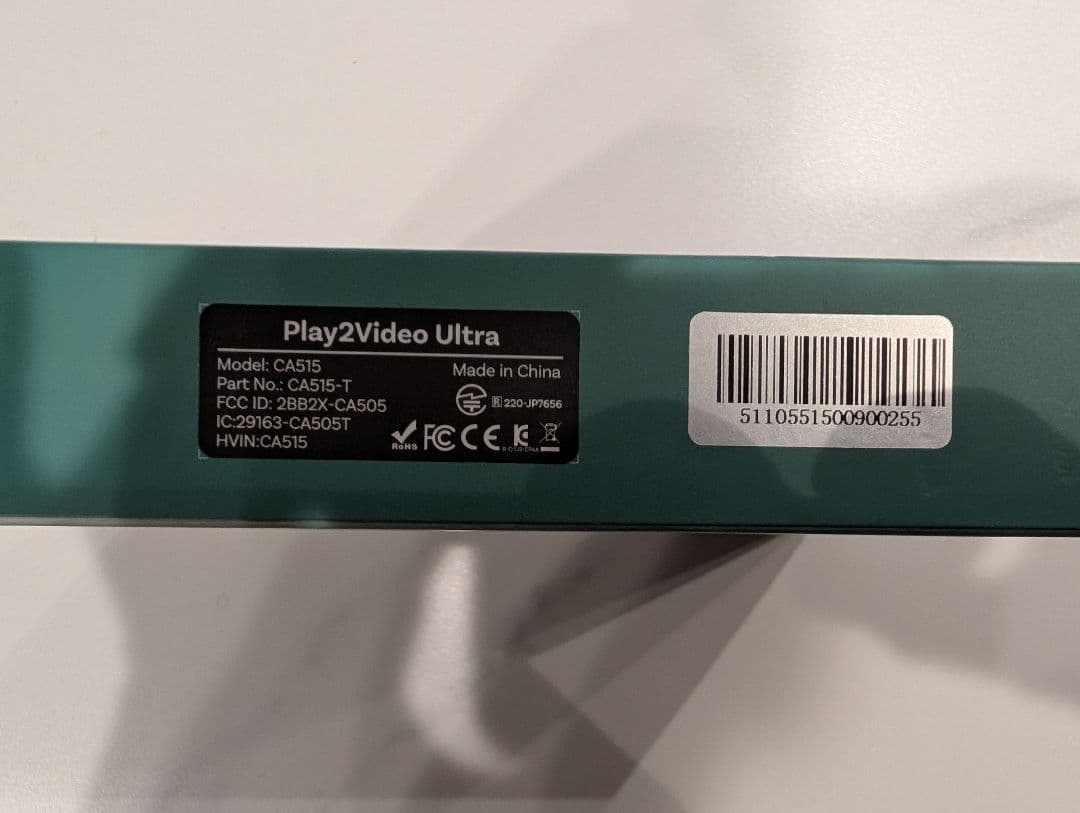 Play2Video Ultra
Model: CA515
Made in China
Part No.: CA515-T
FCC ID: 2BB2X-CA505
R 220-JP7656
IC:29163-CA505T
HVIN:CA515
RoHS FC CE
5110551500900255